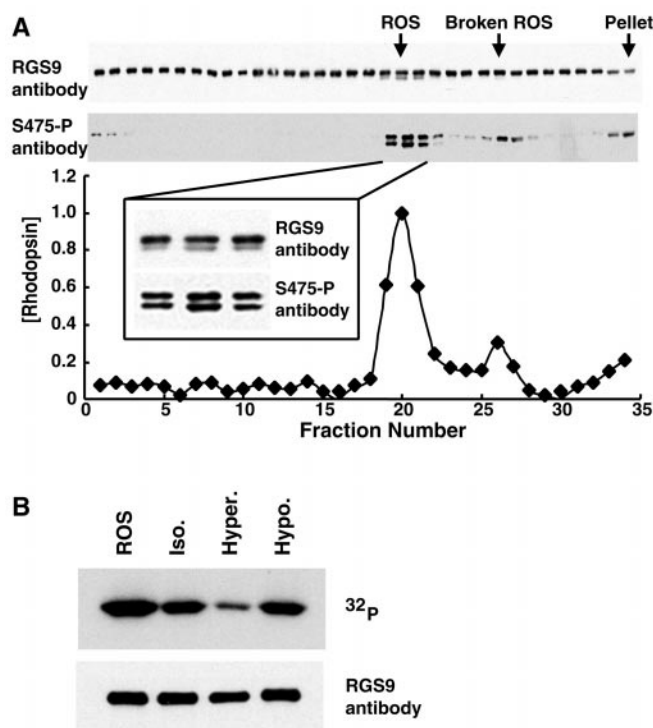 A
ROS Broken ROS Pellet
RGS9
antibody
S475-P
antibody
[Rhodopsin]
1.2
1.0
0.8
0.6
0.4
0.2
0
RGS9
antibody
S475-P
antibody
0 5 10 15 20 25 30 35
Fraction Number
B
ROS Iso. Hyper. Hypo.
32P
RGS9
antibody